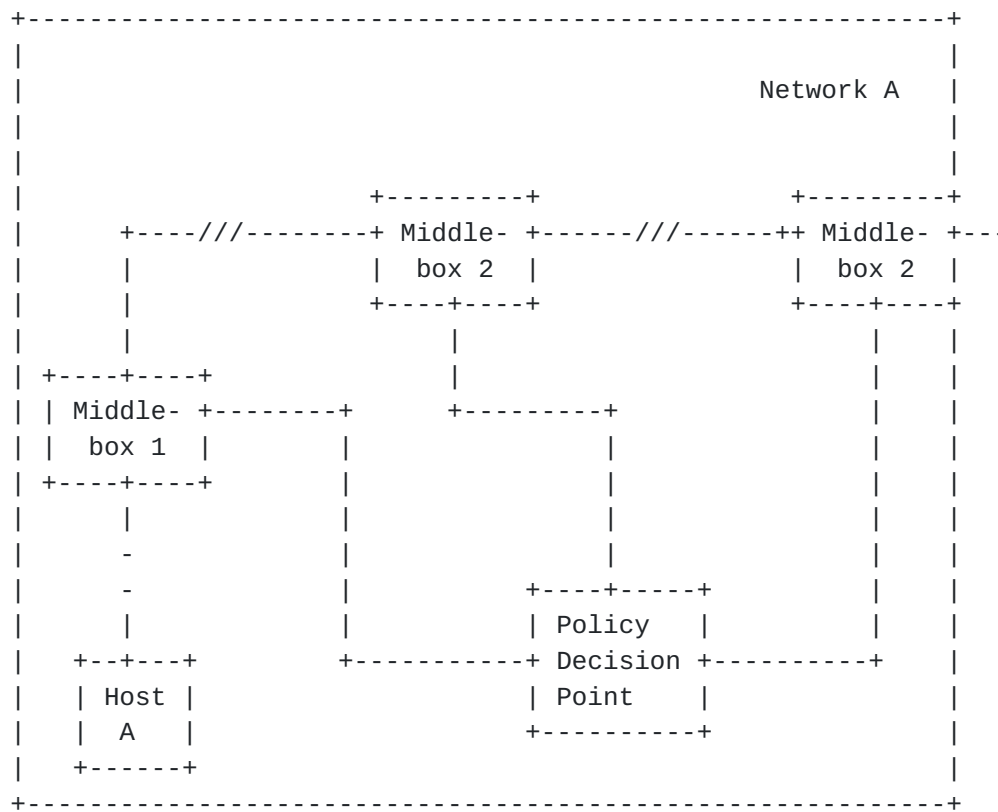 Network A
Middle-
box 2
Middle-
box 2
Middle-
box 1
Policy
Decision
Point
Host
A